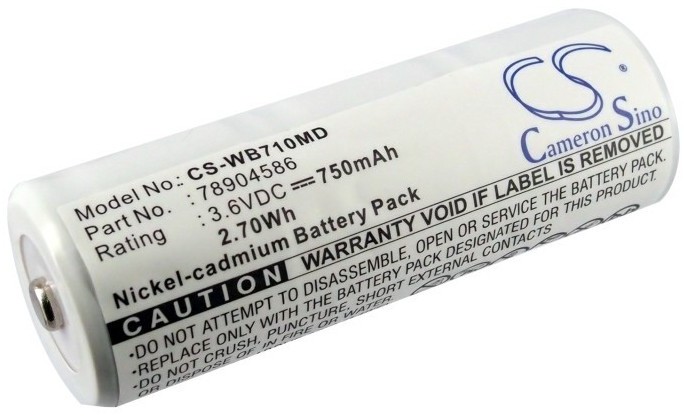 CS
®
Cameron Sino
Model No.: CS-WB710MD
Part No. : 78904586
Rating : 3.6VDC 750mAh
2.70Wh
Nickel-cadmium Battery Pack
WARRANTY VOID IF LABEL IS REMOVED
CAUTION
•DO NOT ATTEMPT TO DISASSEMBLE, OPEN OR SERVICE THE BATTERY PACK.
•REPLACE ONLY WITH THE BATTERY PACK DESIGNATED FOR THIS
•DO NOT CRUSH, PUNCTURE, SHORT EXTERNAL